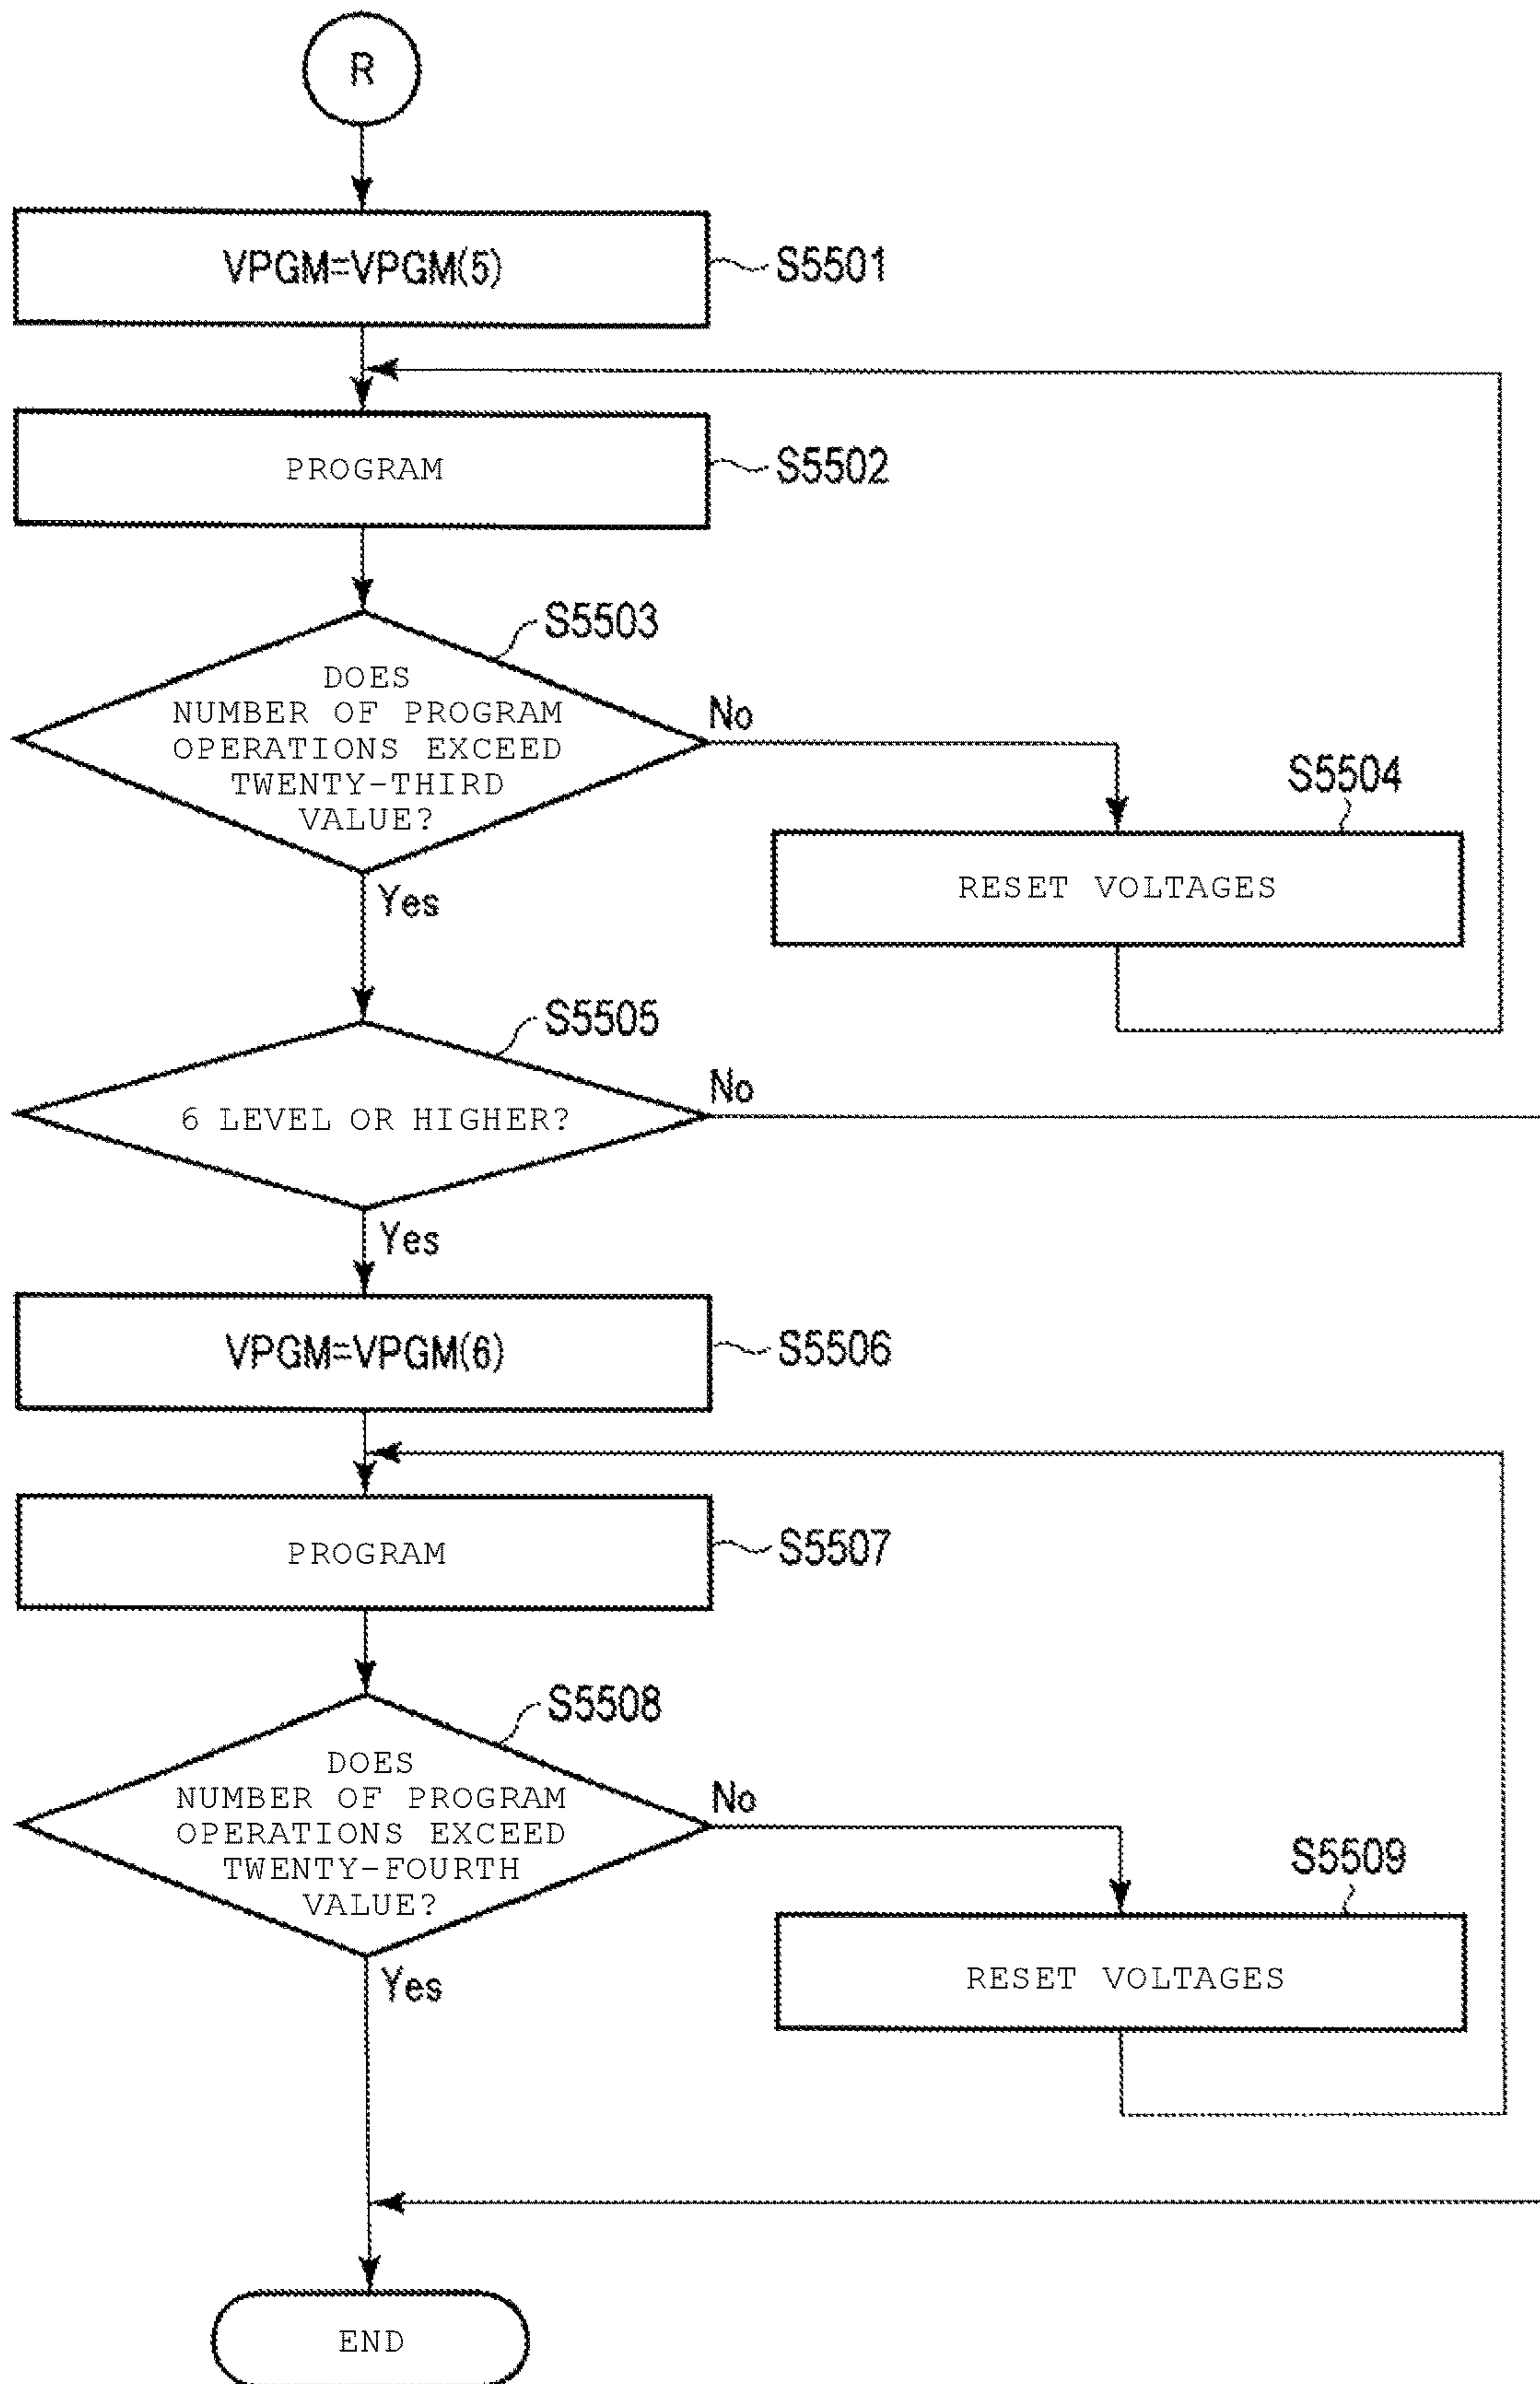 R
VPGM=VPGM(5)
S5501
PROGRAM
S5502
S5503
DOES
NUMBER OF PROGRAM
OPERATIONS EXCEED
TWENTY-THIRD
VALUE?
No
Yes
S5504
RESET VOLTAGES
S5505
6 LEVEL OR HIGHER?
No
Yes
VPGM=VPGM(6)
S5506
PROGRAM
S5507
S5508
DOES
NUMBER OF PROGRAM
OPERATIONS EXCEED
TWENTY-FOURTH
VALUE?
No
Yes
S5509
RESET VOLTAGES
END